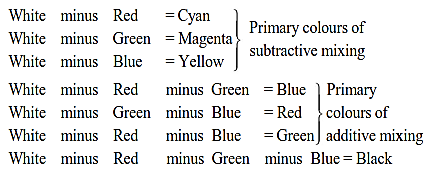 White minus Red = Cyan
White minus Green = Magenta
White minus Blue = Yellow
Primary colours of
subtractive mixing
White minus Red minus Green = Blue
White minus Green minus Blue = Red
White minus Red minus Blue = Green
Primary
colours of
additive mixing
White minus Red minus Green minus Blue = Black